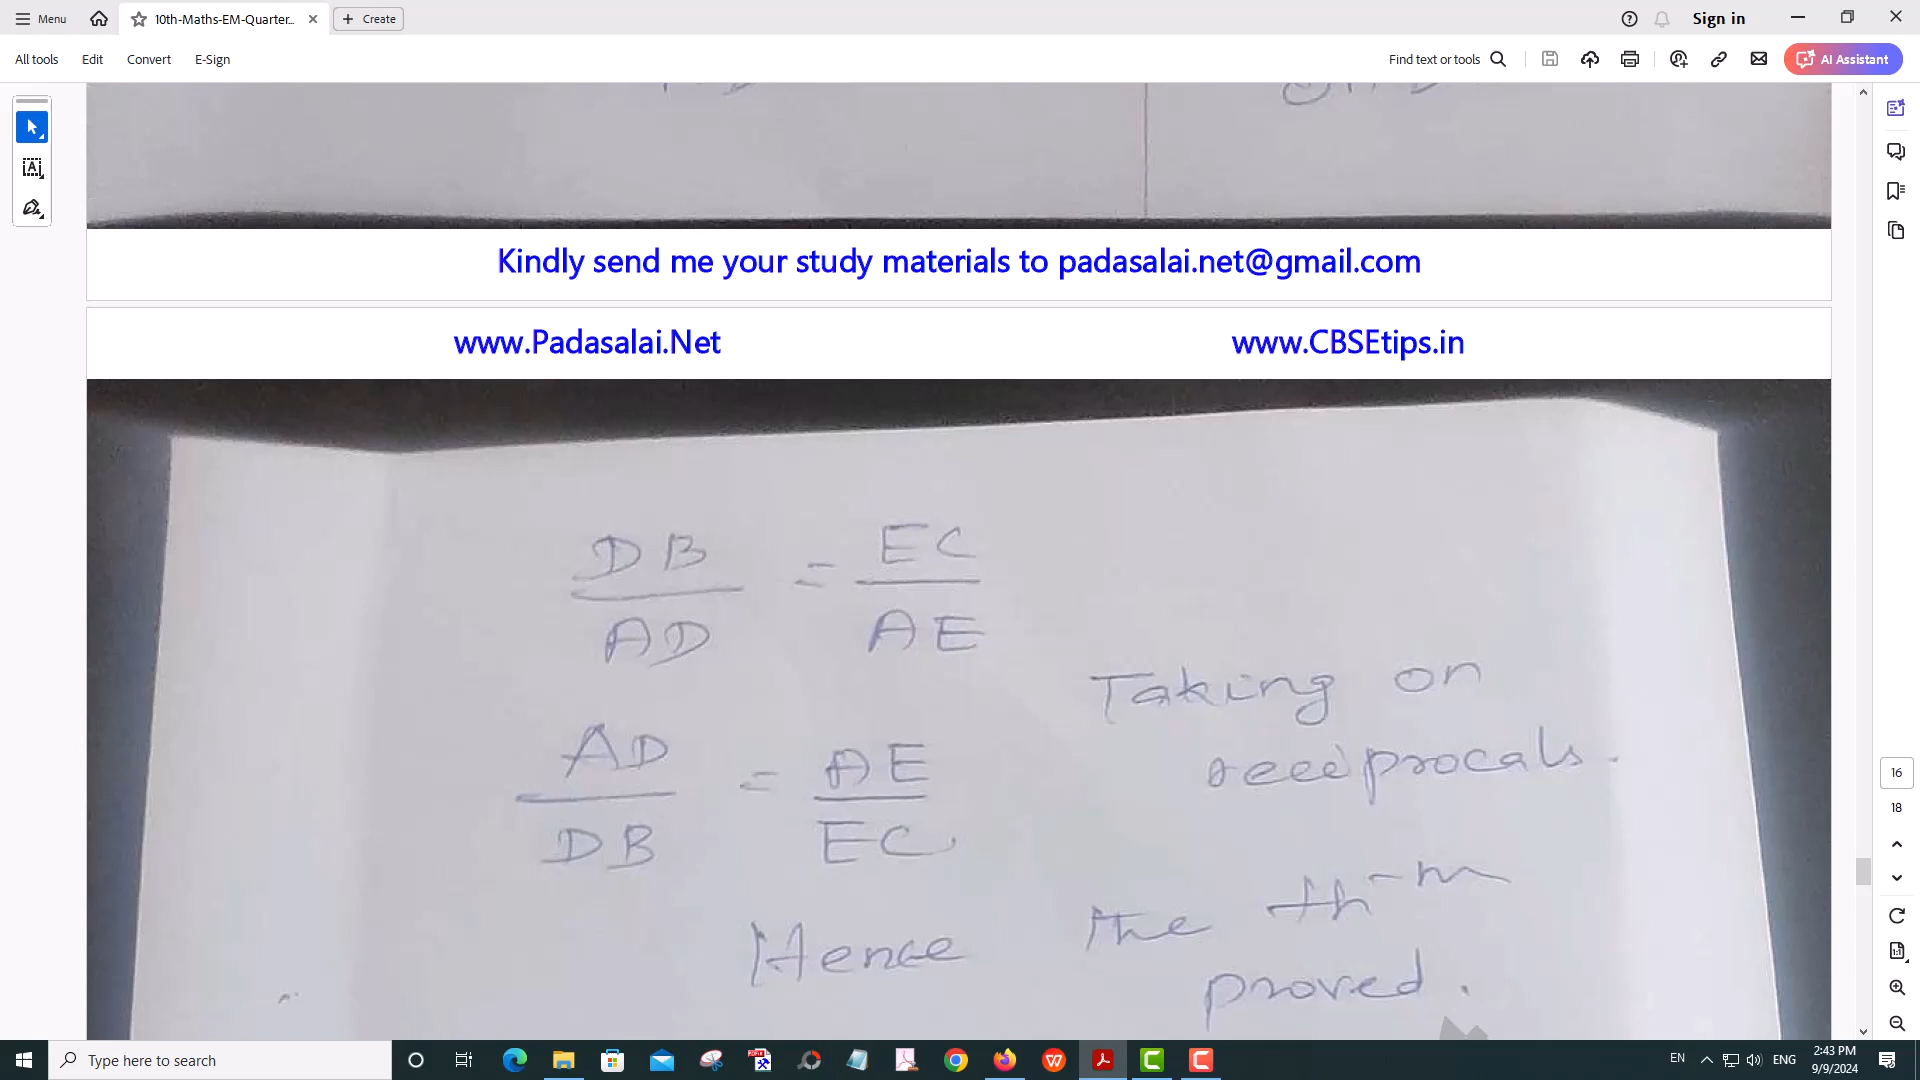 Menu
10th-Maths-EM-Quarter...
Create
Sign in
All tools
Edit
Convert
E-Sign
Find text or tools
AI Assistant
Kindly send me your study materials to padasalai.net@gmail.com
www.Padasalai.Net www.CBSEtips.in
DB / AD = EC / AE
Taking on
reciprocals.
AD / DB = AE / EC
Hence the th-m
proved.
16
18
Type here to search
EN
ENG
2:43 PM
9/9/2024